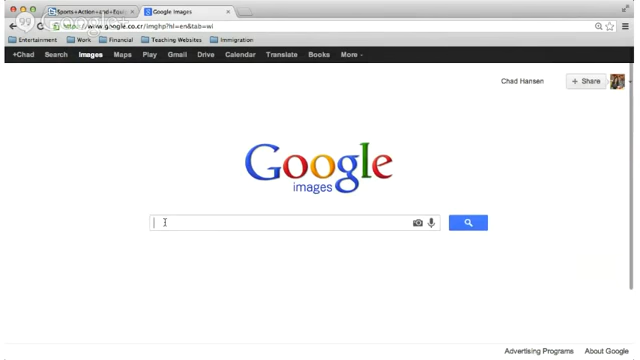 Sports+Action+and+Equip
Google Images
Google+
www.google.co.cr/imghp?hl=en&tab=wi
Entertainment Work Financial Teaching Websites Immigration
+Chad Search Images Maps Play Gmail Drive Calendar Translate Books More
Chad Hansen + Share
Google
images
Advertising Programs About Google